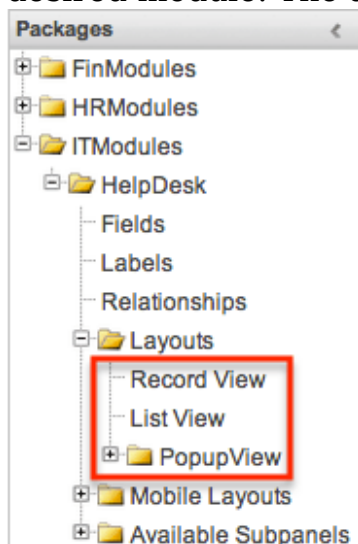 Packages
FinModules
HRModules
ITModules
HelpDesk
Fields
Labels
Relationships
Layouts
Record View
List View
PopupView
Mobile Layouts
Available Subpanels